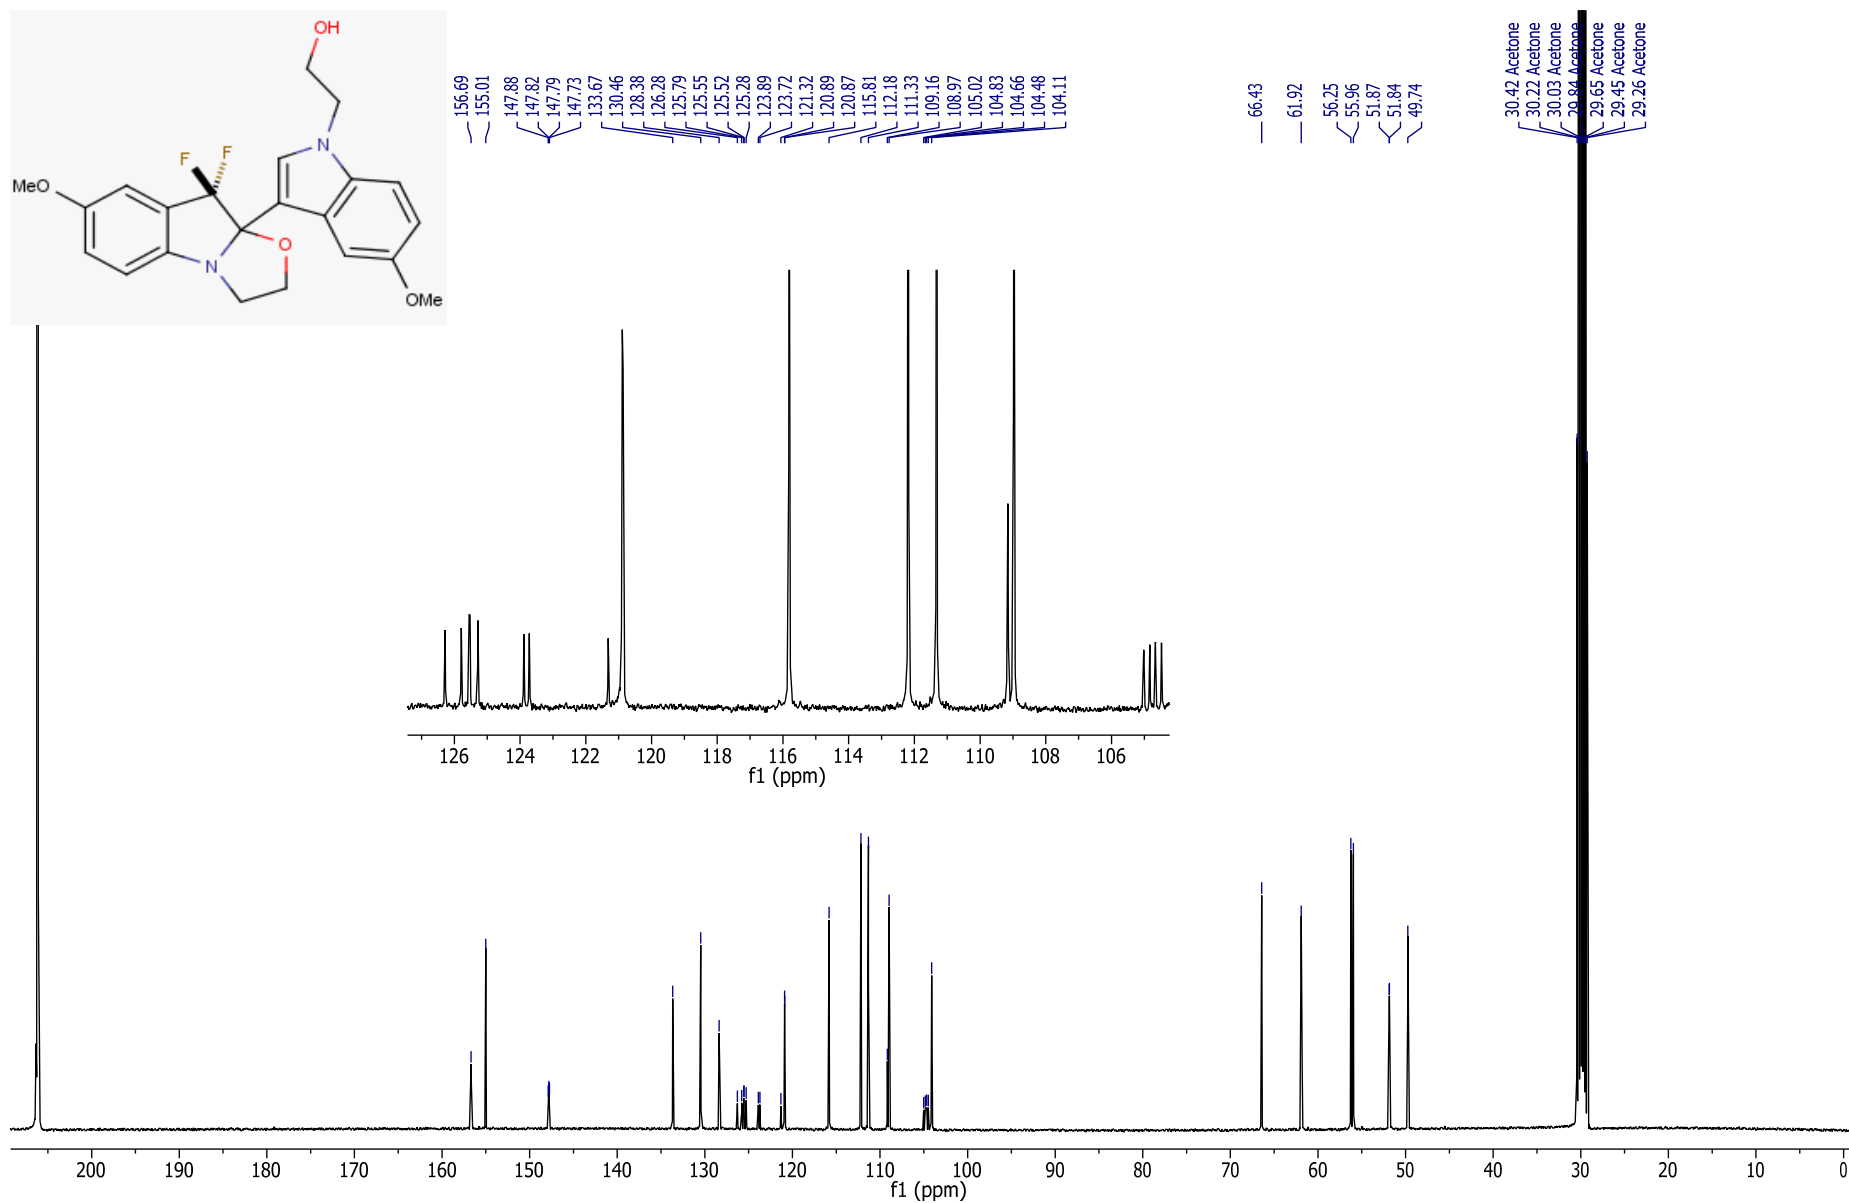 OH
N
F
F
MeO
O
N
OMe
156.69
155.01
147.88
147.82
147.79
147.73
133.67
130.46
128.38
126.28
125.79
125.55
125.52
125.28
123.89
123.72
121.32
120.89
120.87
115.81
112.18
111.33
109.16
108.97
105.02
104.83
104.66
104.48
104.11
66.43
61.92
56.25
55.96
51.87
51.84
49.74
30.42 Acetone
30.22 Acetone
30.03 Acetone
29.84 Acetone
29.65 Acetone
29.45 Acetone
29.26 Acetone
126 124 122 120 118 116 114 112 110 108 106
f1 (ppm)
200 190 180 170 160 150 140 130 120 110 100 90 80 70 60 50 40 30 20 10 0
f1 (ppm)